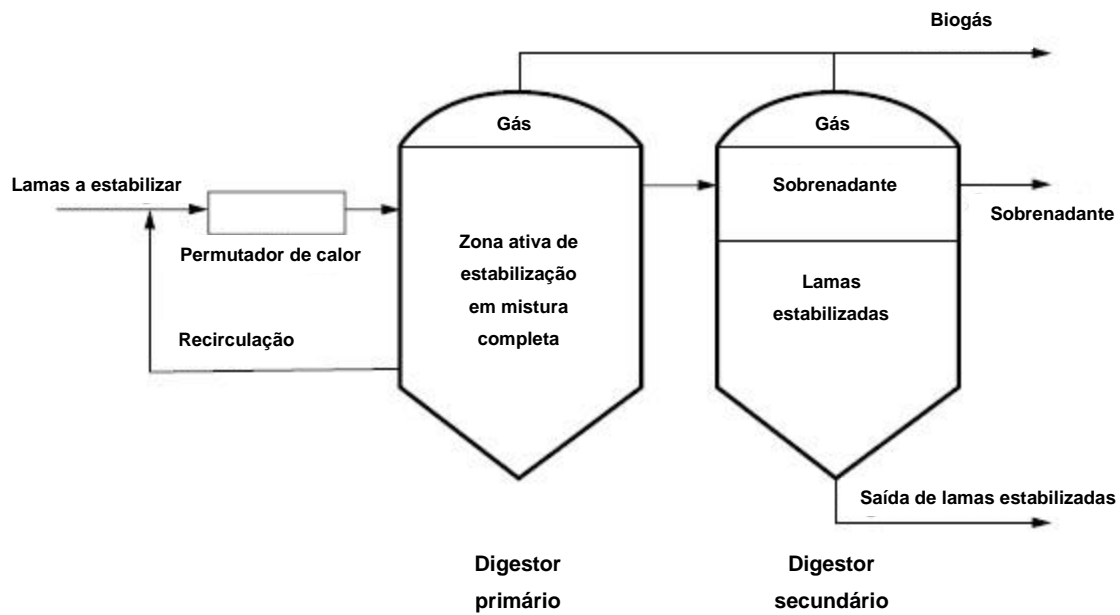 Biogás
Gás
Gás
Lamas a estabilizar
Sobrenadante
Sobrenadante
Permutador de calor
Zona ativa de
estabilização
em mistura
completa
Lamas
estabilizadas
Recirculação
Saída de lamas estabilizadas
Digestor
primário
Digestor
secundário